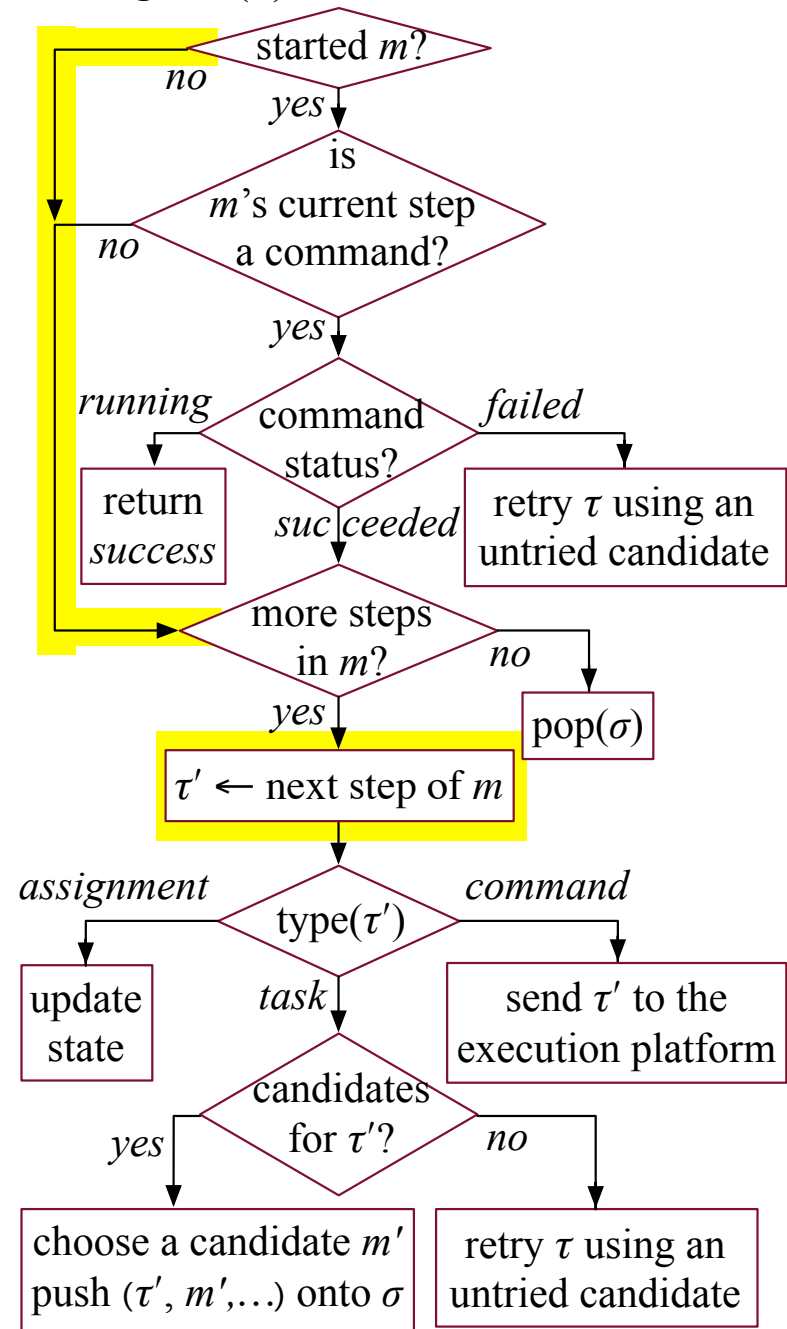 started m?
no
yes
is
m's current step
a command?
no
yes
running
failed
command
status?
return
success
succeeded
retry τ using an
untried candidate
more steps
in m?
no
yes
pop(σ)
τ′ ← next step of m
assignment
command
type(τ′)
update
state
task
send τ′ to the
execution platform
candidates
for τ′?
yes
no
choose a candidate m′
push (τ′, m′,…) onto σ
retry τ using an
untried candidate